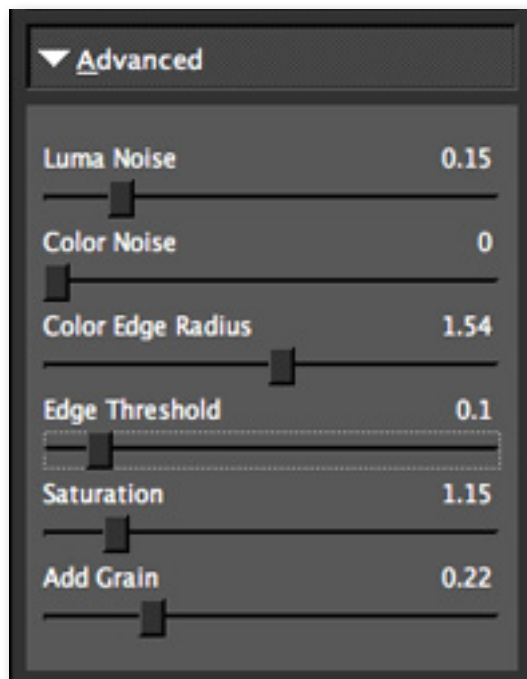 Advanced
Luma Noise 0.15
Color Noise 0
Color Edge Radius 1.54
Edge Threshold 0.1
Saturation 1.15
Add Grain 0.22